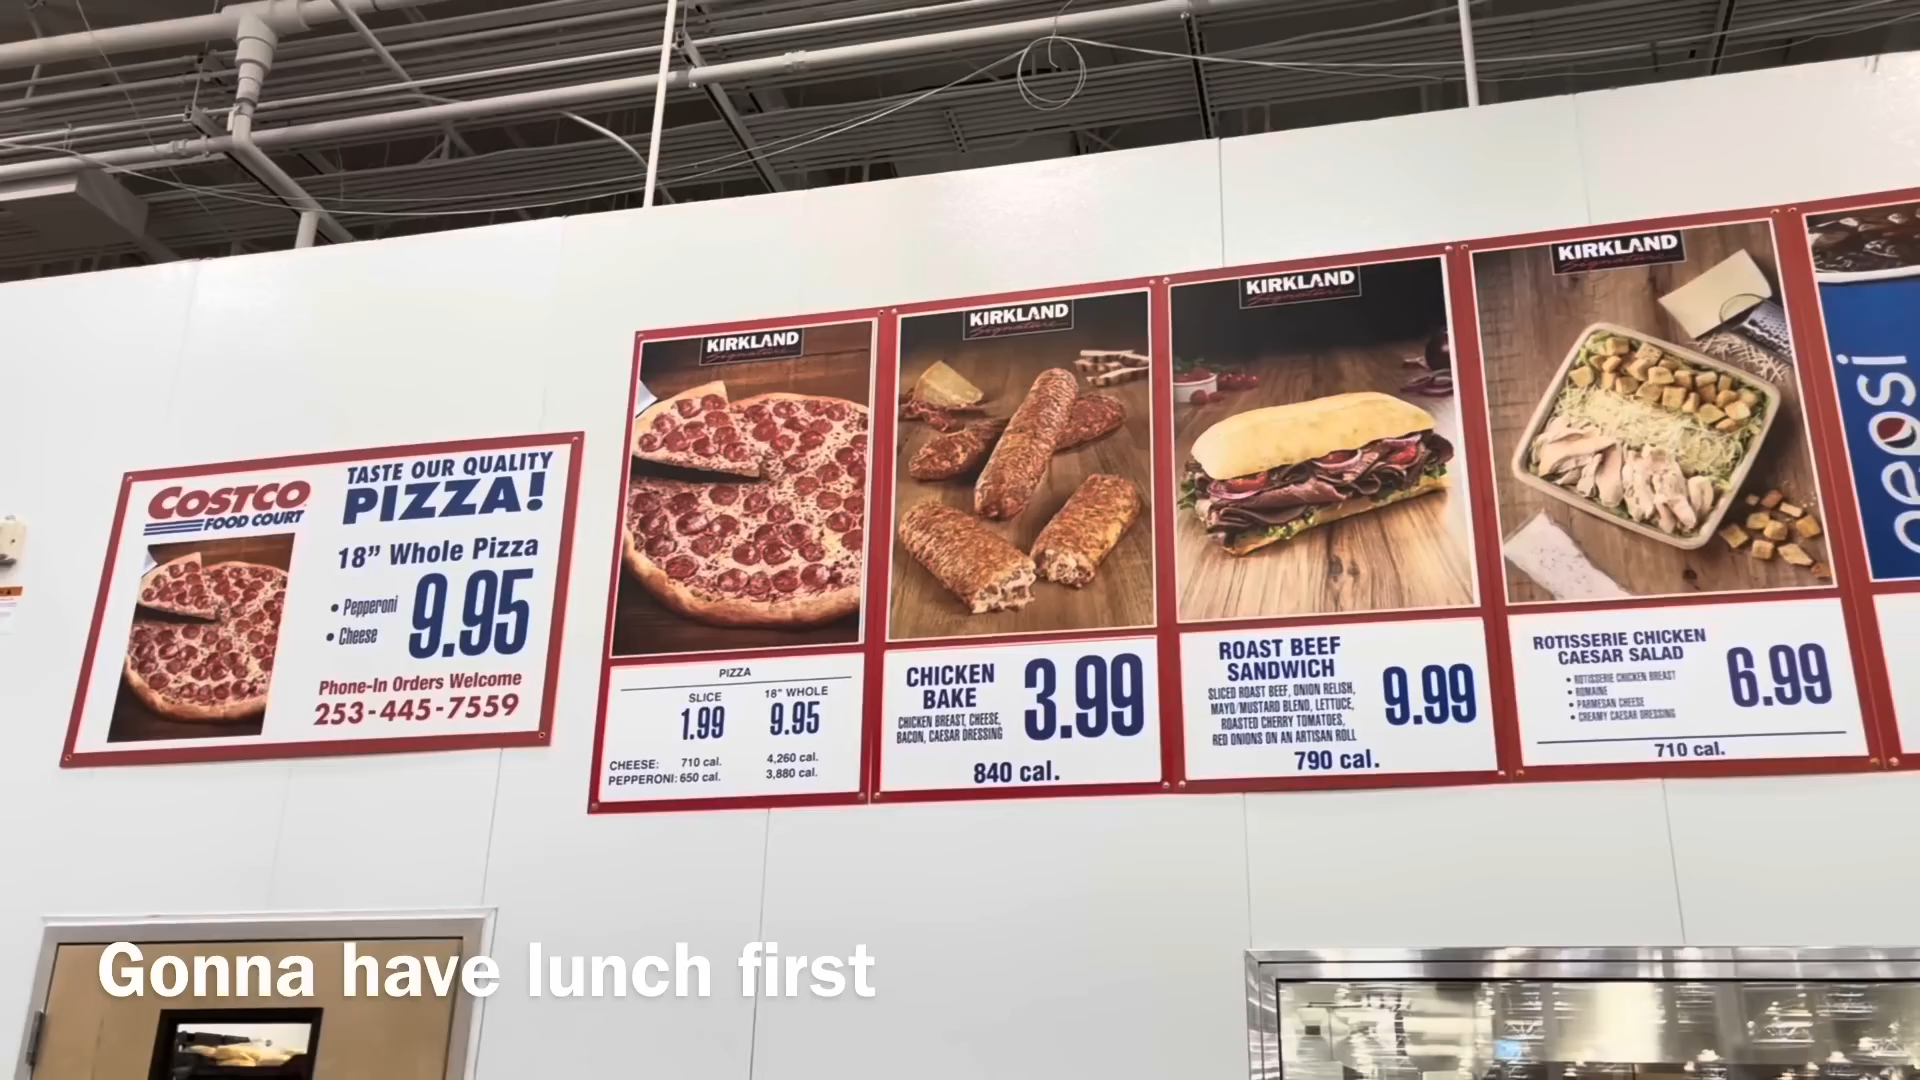 COSTCO
FOOD COURT
TASTE OUR QUALITY
PIZZA!
18" Whole Pizza
• Pepperoni
• Cheese
9.95
Phone-In Orders Welcome
253-445-7559
KIRKLAND
Signature
PIZZA
SLICE
18" WHOLE
1.99
9.95
CHEESE: 710 cal. 4,260 cal.
PEPPERONI: 650 cal. 3,880 cal.
KIRKLAND
Signature
CHICKEN
BAKE
CHICKEN BREAST, CHEESE,
BACON, CAESAR DRESSING
3.99
840 cal.
KIRKLAND
Signature
ROAST BEEF
SANDWICH
SLICED ROAST BEEF, ONION RELISH,
MAYO/MUSTARD BLEND, LETTUCE,
ROASTED CHERRY TOMATOES,
RED ONIONS ON AN ARTISAN ROLL
9.99
790 cal.
KIRKLAND
Signature
ROTISSERIE CHICKEN
CAESAR SALAD
• ROTISSERIE CHICKEN BREAST
• ROMAINE
• PARMESAN CHEESE
• CREAMY CAESAR DRESSING
6.99
710 cal.
pepsi
Gonna have lunch first